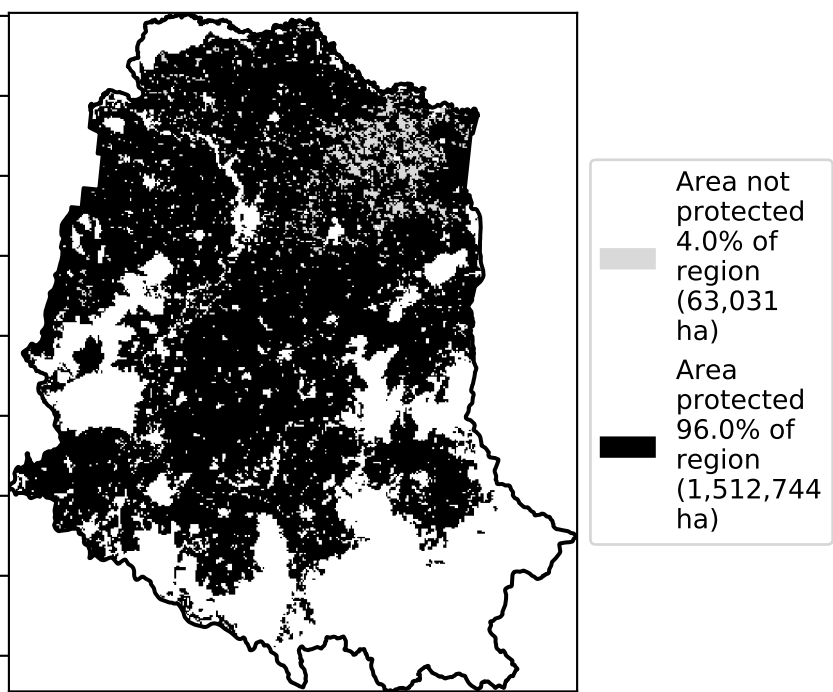 Area not
protected
4.0% of
region
(63,031
ha)
Area
protected
96.0% of
region
(1,512,744
ha)